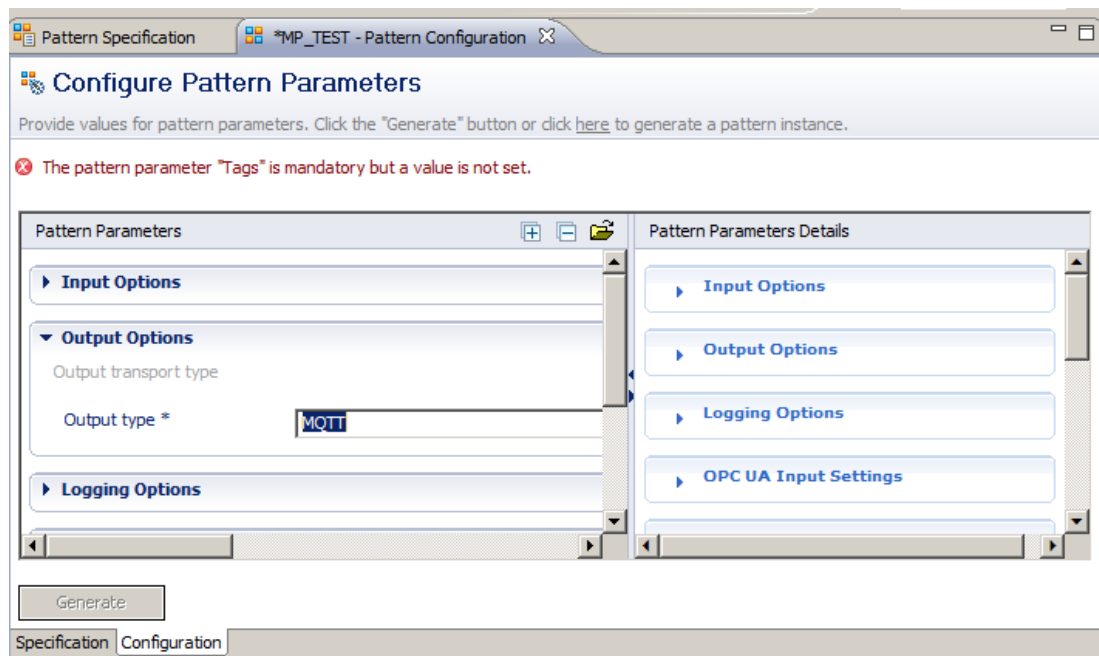 Pattern Specification
*MP_TEST - Pattern Configuration
Configure Pattern Parameters
Provide values for pattern parameters. Click the "Generate" button or click here to generate a pattern instance.
The pattern parameter "Tags" is mandatory but a value is not set.
Pattern Parameters
Input Options
Output Options
Output transport type
Output type *
MQTT
Logging Options
Pattern Parameters Details
Input Options
Output Options
Logging Options
OPC UA Input Settings
Generate
Specification
Configuration